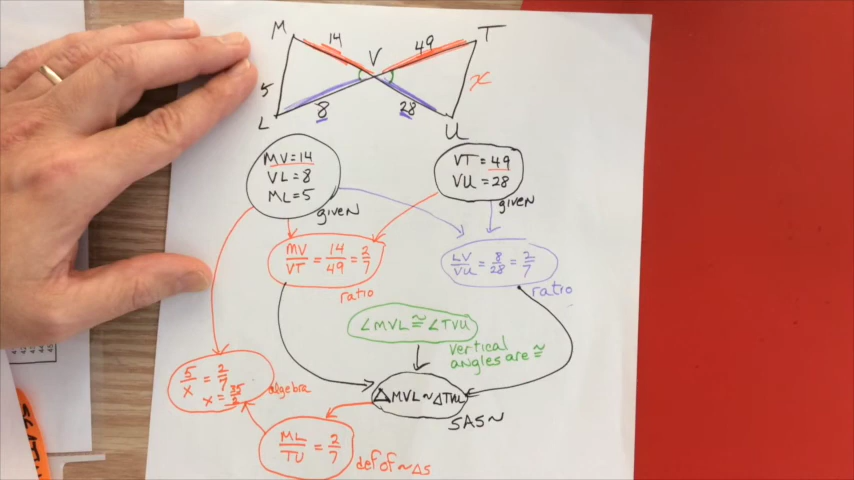 M 14 V 49 T
5 x
L 8 28 U
MV=14
VL=8
ML=5
given
VT=49
VU=28
given
MV/VT = 14/49 = 2/7
ratio
LV/VU = 8/28 = 2/7
ratio
∠MVL ≅ ∠TVU
vertical
angles are ≅
5/x = 2/7
x = 35/2
algebra
△MVL ~ △TVU
SAS~
ML/TU = 2/7
def of ~ △s